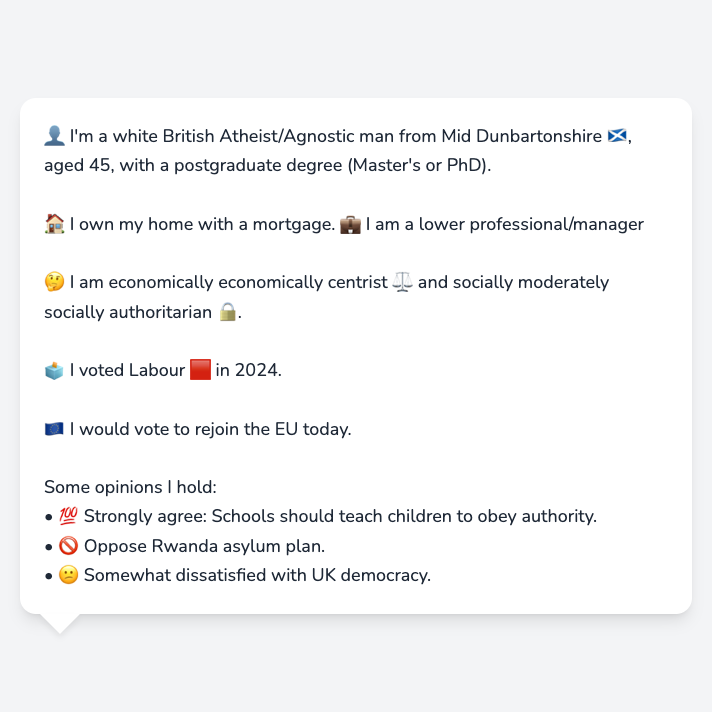 👤 I'm a white British Atheist/Agnostic man from Mid Dunbartonshire 🏴󠁧󠁢󠁳󠁣󠁴󠁿,
aged 45, with a postgraduate degree (Master's or PhD).
🏠 I own my home with a mortgage. 💼 I am a lower professional/manager
🤔 I am economically economically centrist ⚖️ and socially moderately
socially authoritarian 🔒.
🗳️ I voted Labour 🟥 in 2024.
🇪🇺 I would vote to rejoin the EU today.
Some opinions I hold:
• 💯 Strongly agree: Schools should teach children to obey authority.
• 🚫 Oppose Rwanda asylum plan.
• 😕 Somewhat dissatisfied with UK democracy.